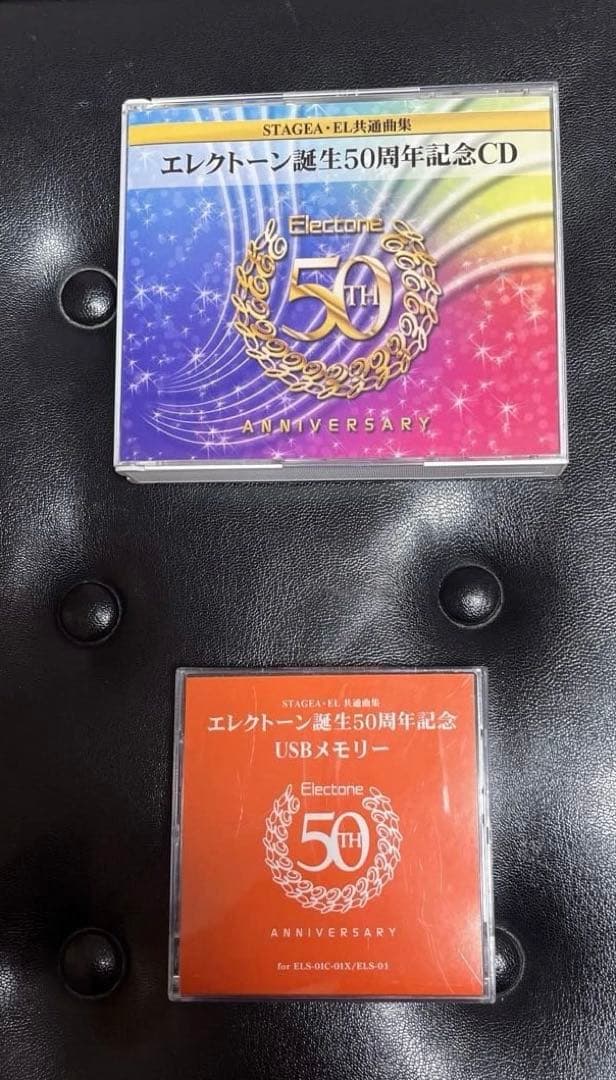 STAGEA・EL共通曲集
エレクトーン誕生50周年記念CD
Electone
50TH
ANNIVERSARY
STAGEA・EL 共通曲集
エレクトーン誕生50周年記念
USBメモリー
Electone
50TH
ANNIVERSARY
for ELS-01C・01X/ELS-01